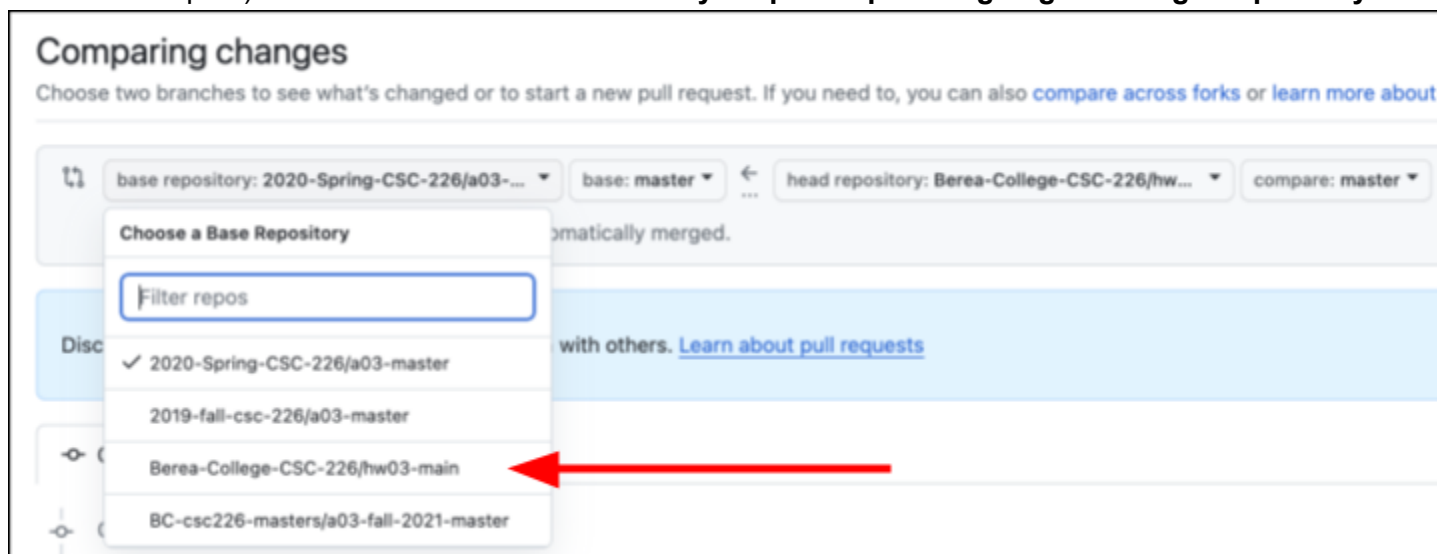 Comparing changes
Choose two branches to see what's changed or to start a new pull request. If you need to, you can also compare across forks or learn more about
base repository: 2020-Spring-CSC-226/a03-... base: master head repository: Berea-College-CSC-226/hw... compare: master
Choose a Base Repository
omatically merged.
Filter repos
Disc with others. Learn about pull requests
2020-Spring-CSC-226/a03-master
2019-fall-csc-226/a03-master
Berea-College-CSC-226/hw03-main
BC-csc226-masters/a03-fall-2021-master